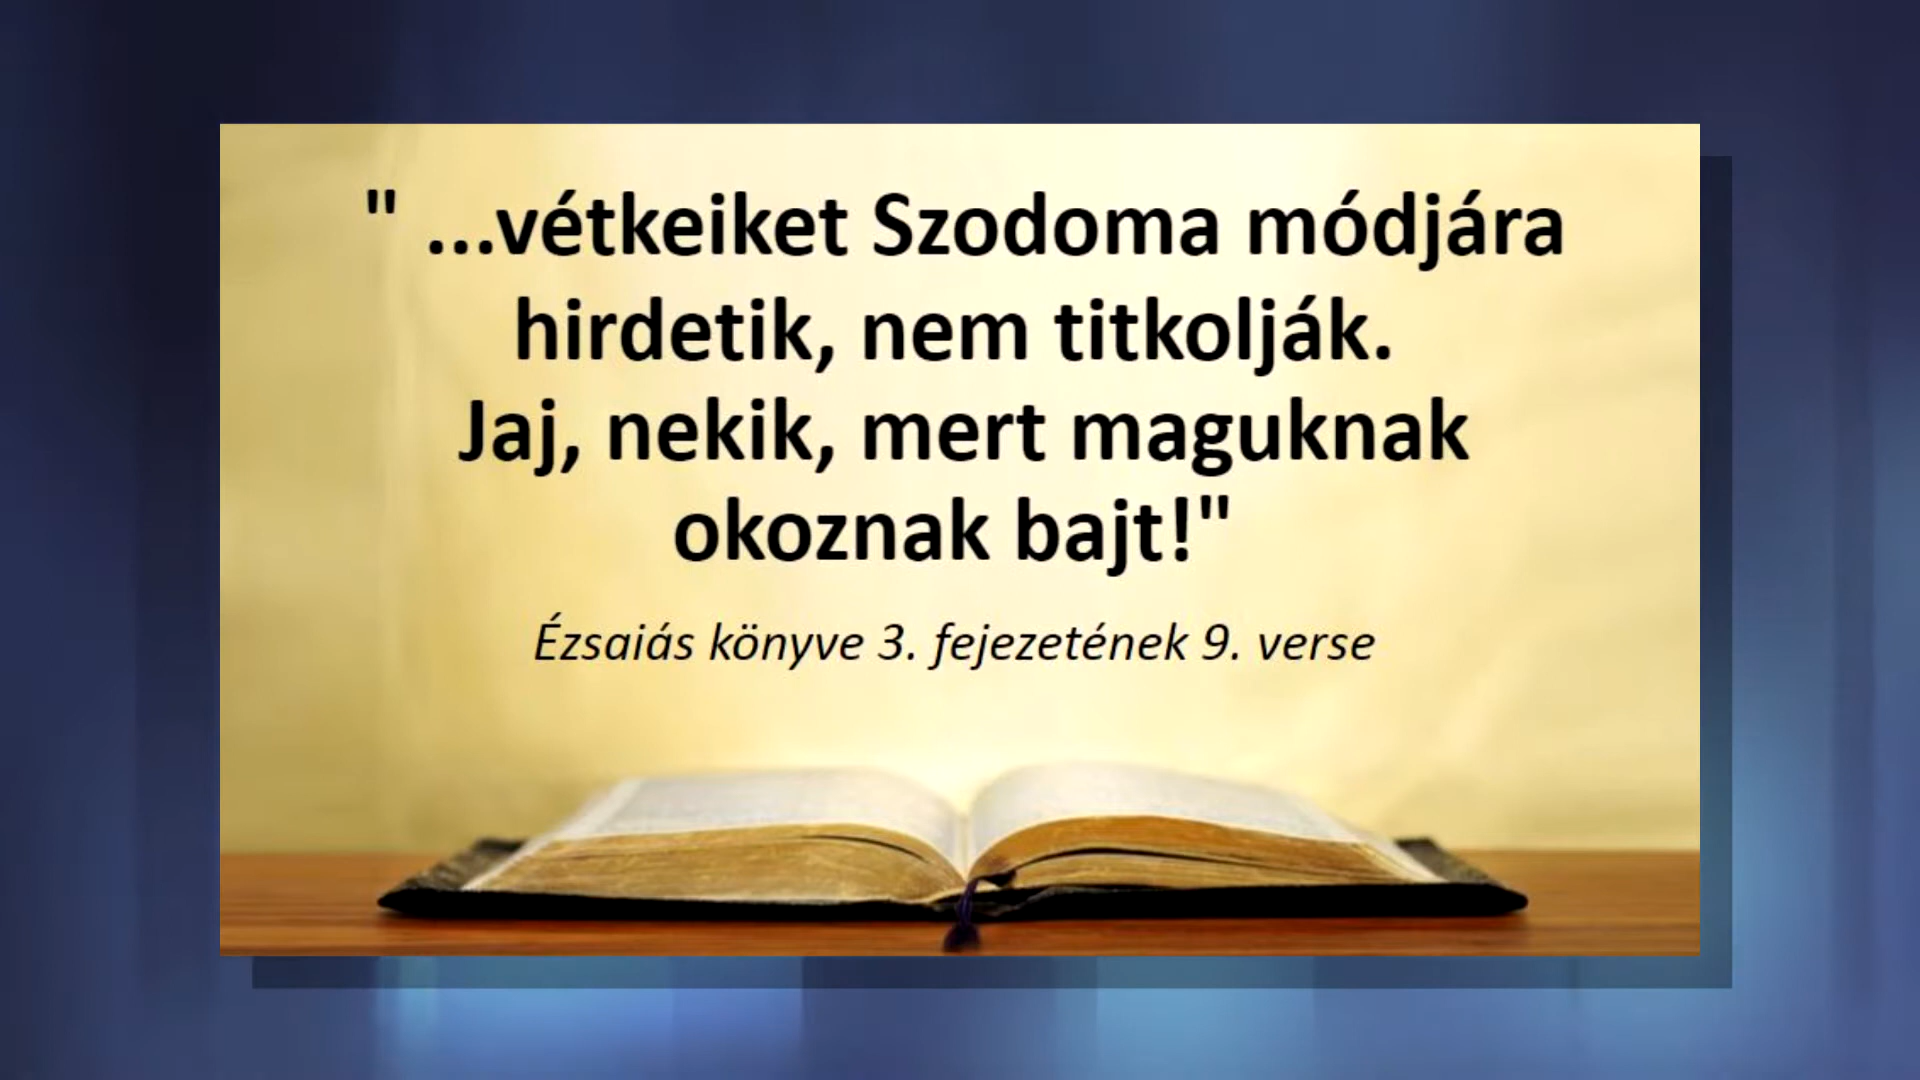 " ...vétkeiket Szodoma módjára
hirdetik, nem titkolják.
Jaj, nekik, mert maguknak
okoznak bajt!"
Ézsaiás könyve 3. fejezetének 9. verse